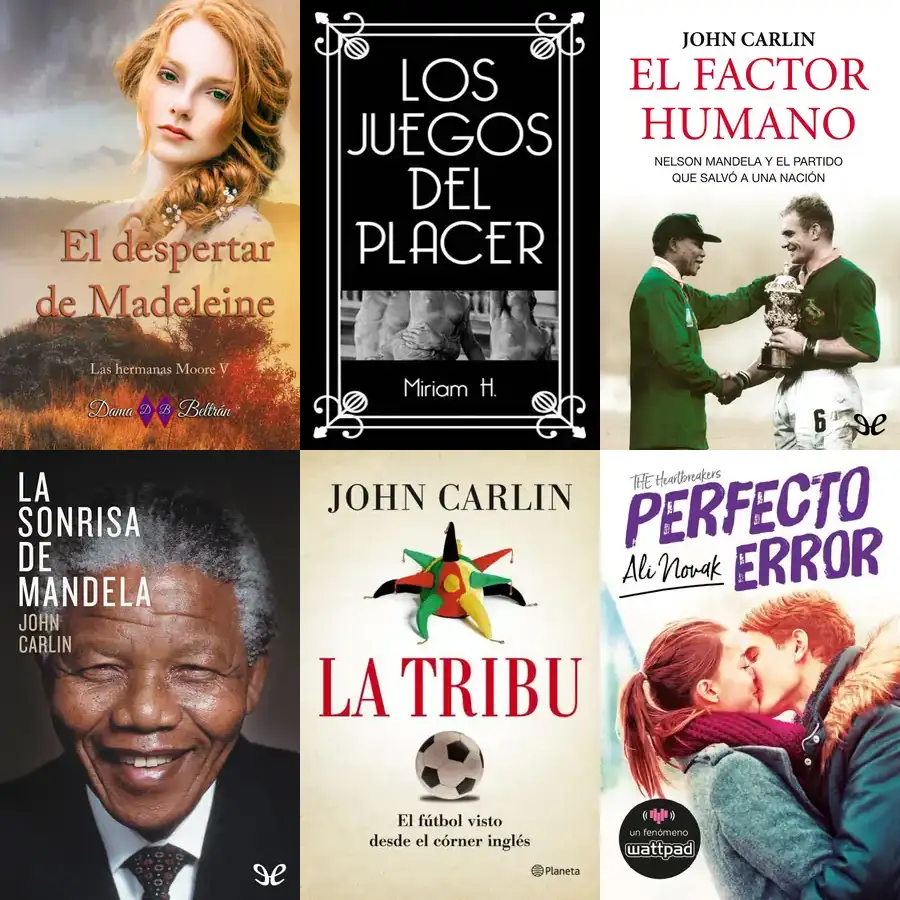 El despertar
de Madeleine
Las hermanas Moore V
Dama D B Beltrán
LOS
JUEGOS
DEL
PLACER
Miriam H.
JOHN CARLIN
EL FACTOR
HUMANO
NELSON MANDELA Y EL PARTIDO
QUE SALVÓ A UNA NACIÓN
6
LA
SONRISA
DE
MANDELA
JOHN
CARLIN
JOHN CARLIN
LA TRIBU
El fútbol visto
desde el córner inglés
Planeta
THE Heartbreakers
PERFECTO
ERROR
Ali Novak
un fenómeno
wattpad